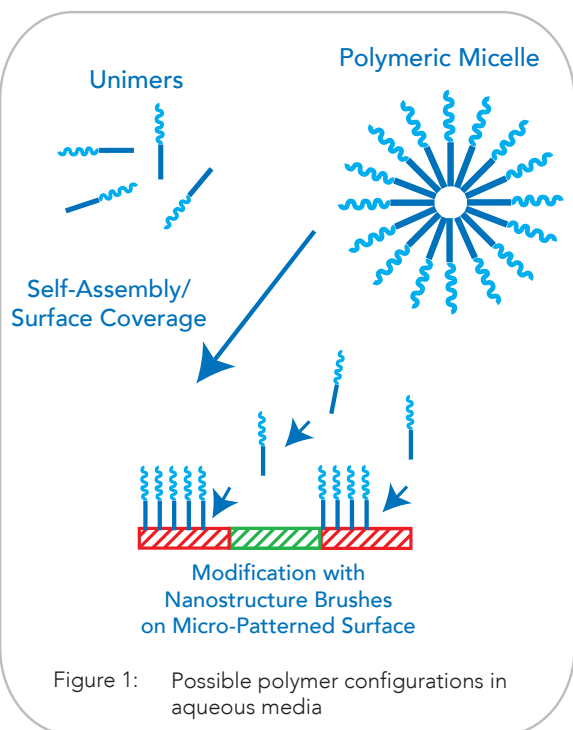 Unimers
Polymeric Micelle
Self-Assembly/
Surface Coverage
Modification with
Nanostructure Brushes
on Micro-Patterned Surface
Figure 1: Possible polymer configurations in
aqueous media